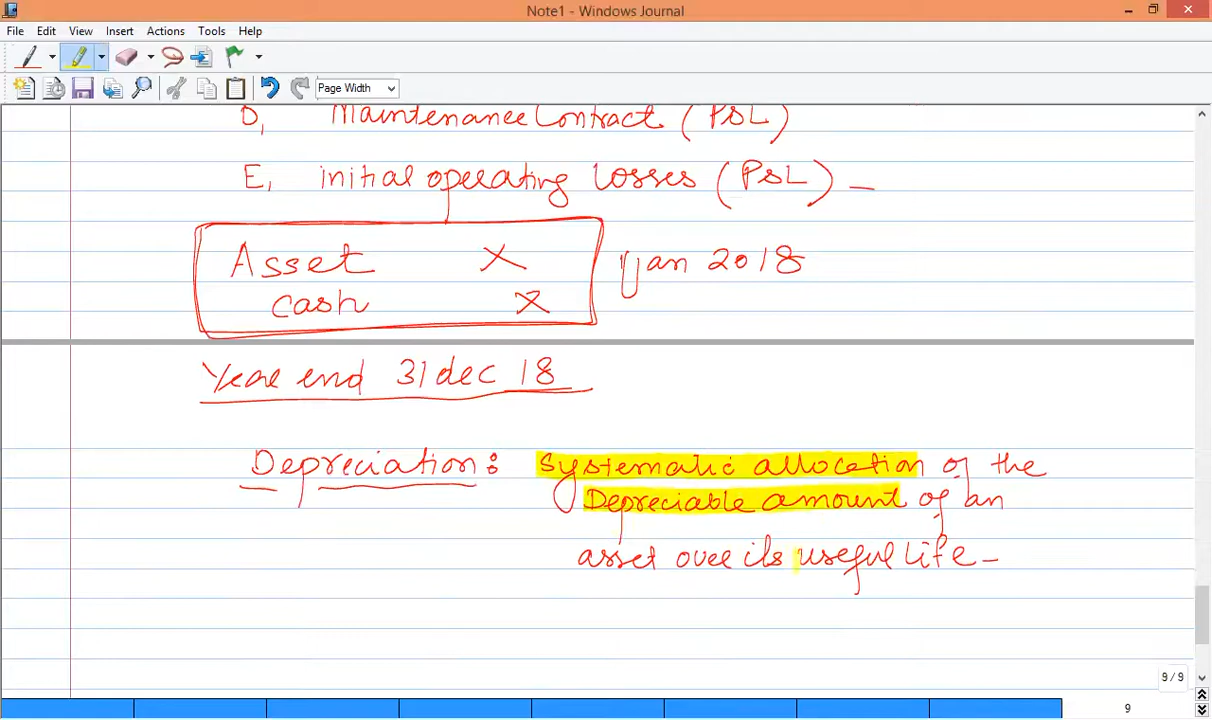 Note1 - Windows Journal
File Edit View Insert Actions Tools Help
Page Width
D, Maintenance Contract (PSL)
E, initial operating losses (PSL) -
Asset X Jan 2018
cash X
Year end 31 dec 18
Depreciation: Systematic allocation of the
Depreciable amount of an
asset over its useful life -
9 / 9
9